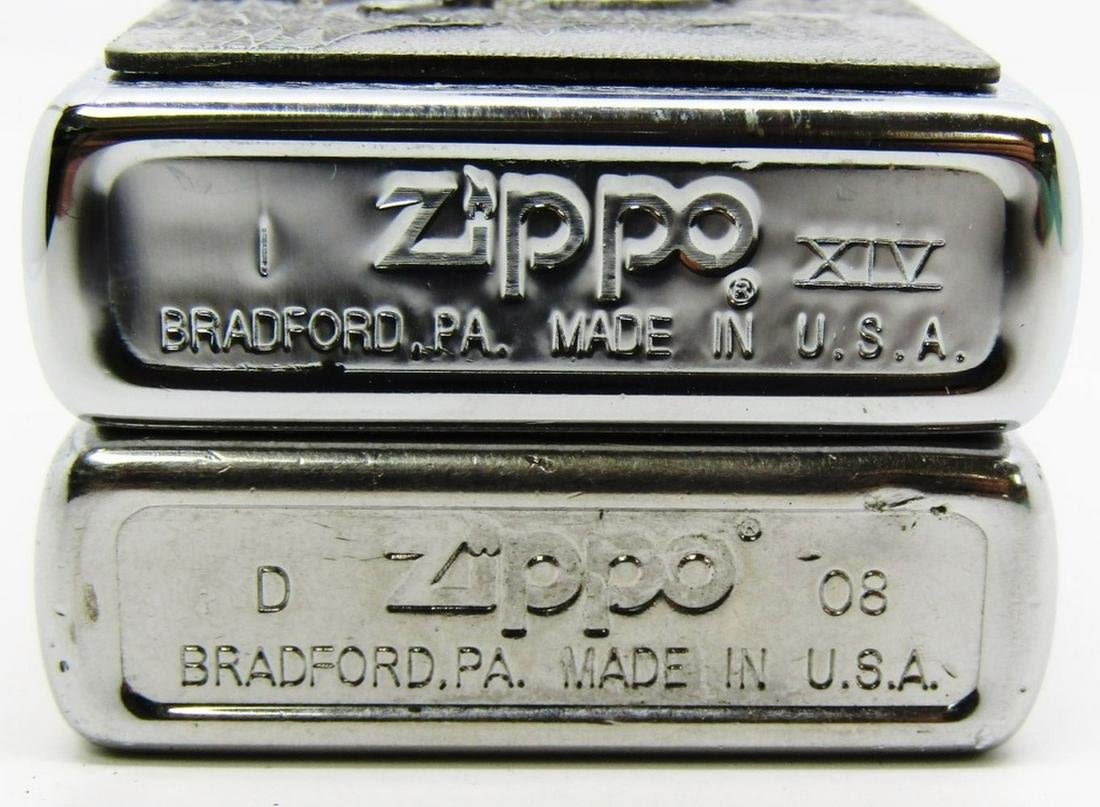 I Zippo ® XIV
BRADFORD, PA. MADE IN U.S.A.
D Zippo ® 08
BRADFORD, PA. MADE IN U.S.A.